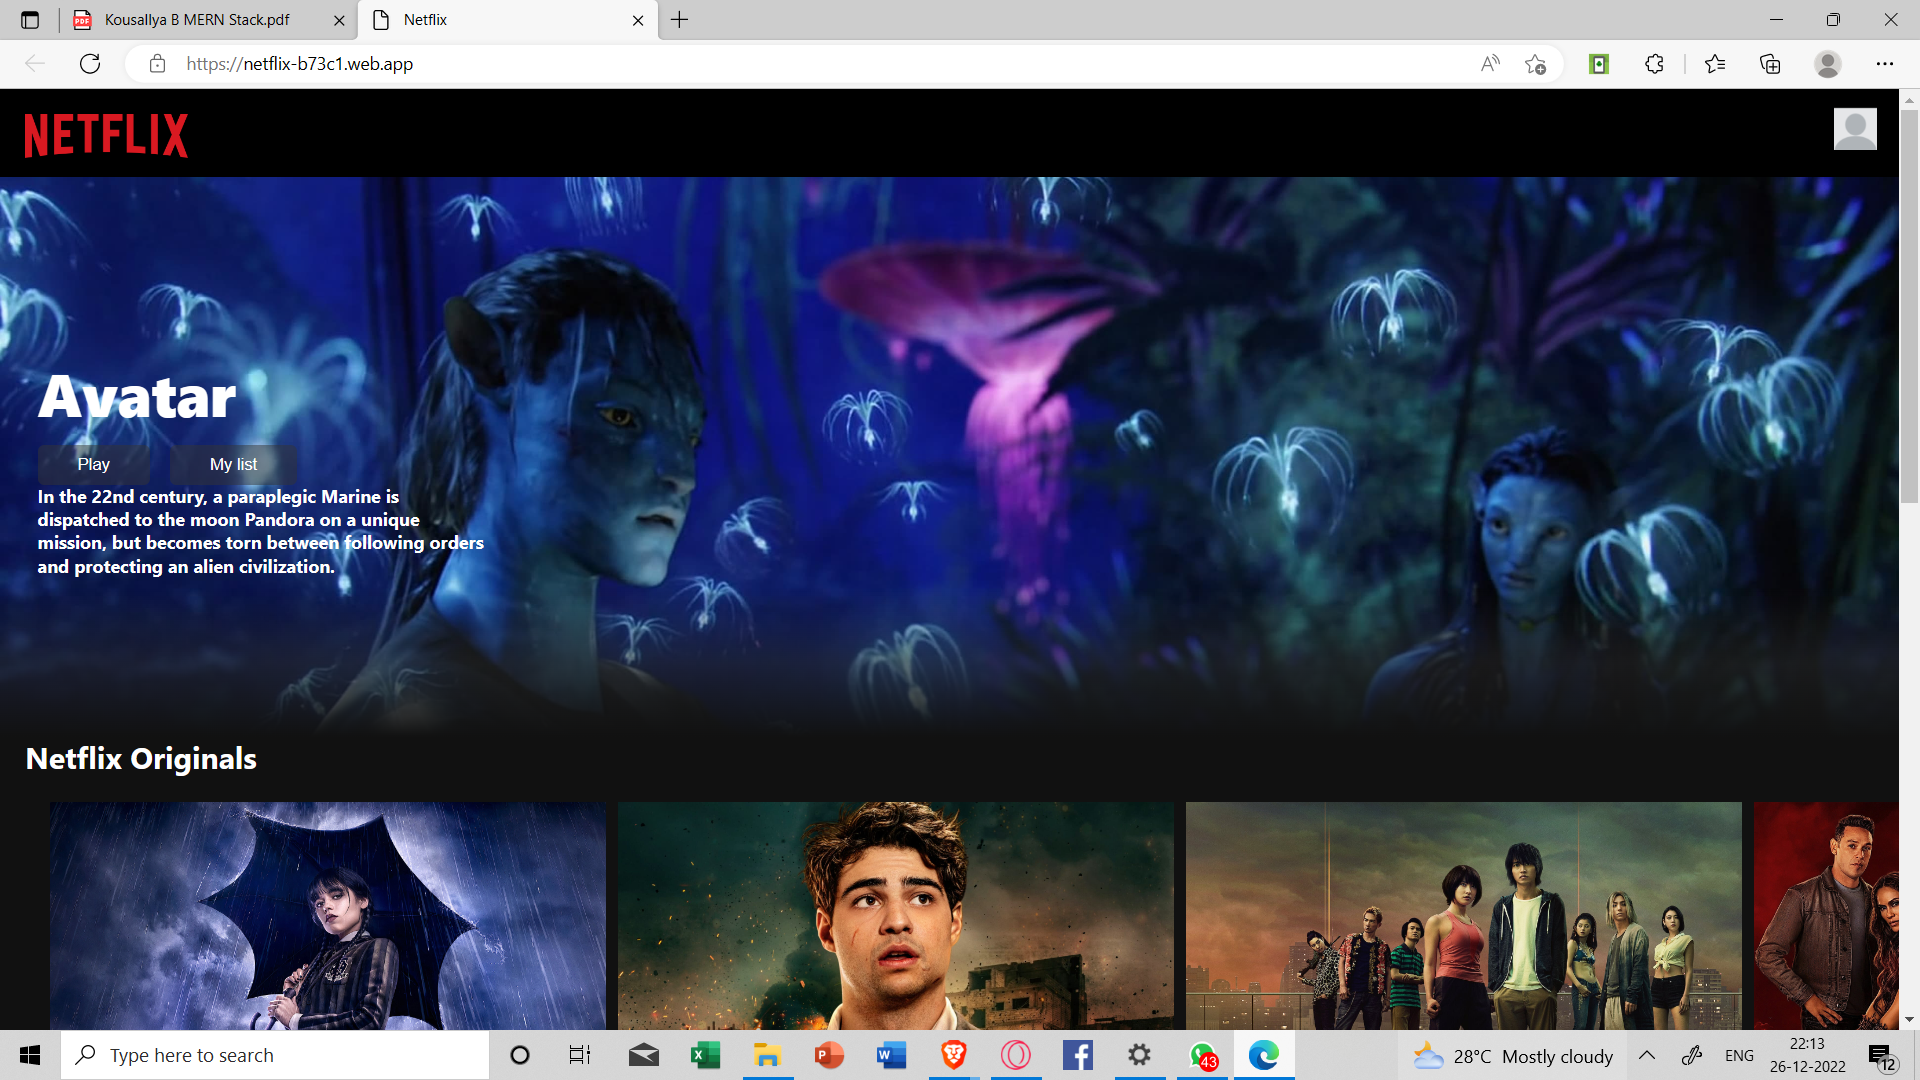 Kousallya B MERN Stack.pdf
Netflix
https://netflix-b73c1.web.app
NETFLIX
Avatar
Play
My list
In the 22nd century, a paraplegic Marine is
dispatched to the moon Pandora on a unique
mission, but becomes torn between following orders
and protecting an alien civilization.
Netflix Originals
Type here to search
43
28°C Mostly cloudy
ENG
22:13
26-12-2022
12